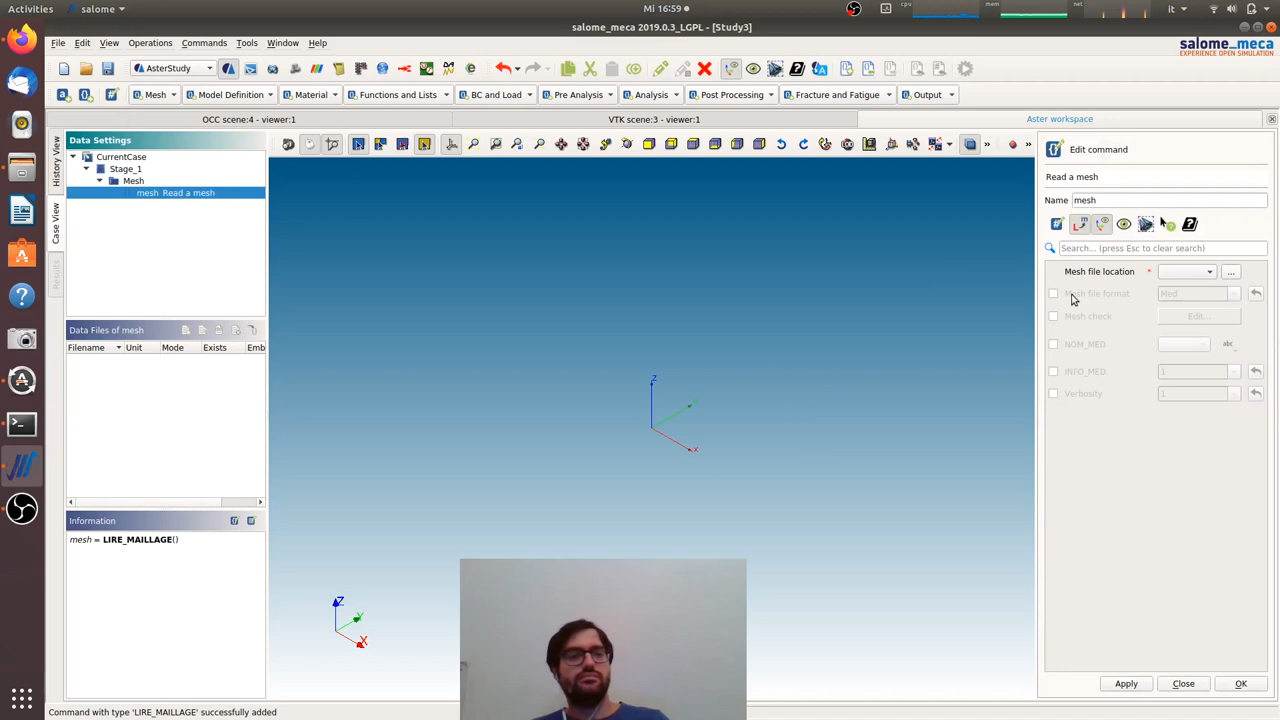 Activities
salome
Mi 16:59
cpu
mem
net
it
salome_meca 2019.0.3_LGPL - [Study3]
File Edit View Operations Commands Tools Window Help
salome_meca
EXPERIENCE OPEN SIMULATION
AsterStudy
Mesh
Model Definition
Material
Functions and Lists
BC and Load
Pre Analysis
Analysis
Post Processing
Fracture and Fatigue
Output
OCC scene:4 - viewer:1
VTK scene:3 - viewer:1
Aster workspace
History View
Case View
Results
Data Settings
CurrentCase
Stage_1
Mesh
mesh Read a mesh
Data Files of mesh
Filename Unit Mode Exists Emb
Information
mesh = LIRE_MAILLAGE()
Z
X
Z
Y
X
Edit command
Read a mesh
Name mesh
Search... (press Esc to clear search)
Mesh file location * ...
Mesh file format Med
Mesh check Edit...
NOM_MED abc
INFO_MED 1
Verbosity 1
Apply Close OK
Command with type 'LIRE_MAILLAGE' successfully added